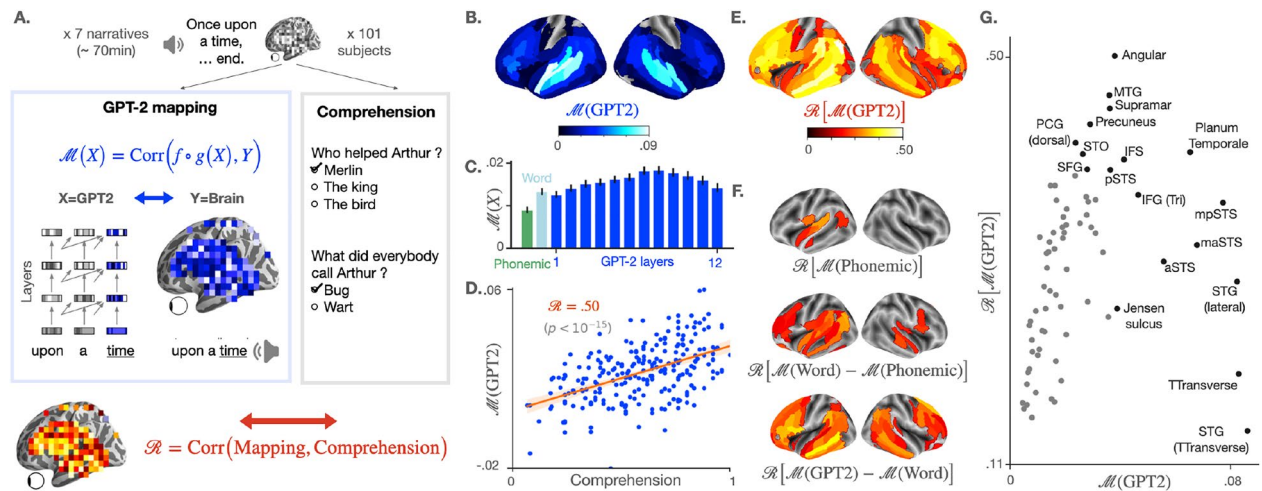 A.
x 7 narratives
(~ 70min)
Once upon
a time,
... end.
x 101
subjects
GPT-2 mapping
ℳ(X) = Corr(f∘g(X), Y)
X=GPT2
Y=Brain
Layers
upon a time
upon a time
Comprehension
Who helped Arthur ?
Merlin
The king
The bird
What did everybody
call Arthur ?
Bug
Wart
ℛ = Corr(Mapping, Comprehension)
B.
ℳ(GPT2)
0 .09
C.
.02
ℳ(X)
0
Word
Phonemic
1 GPT-2 layers 12
D.
.06
ℛ = .50
(p < 10⁻¹⁵)
ℳ(GPT2)
-.02
0 Comprehension 1
E.
ℛ[ℳ(GPT2)]
0 .50
F.
ℛ[ℳ(Phonemic)]
ℛ[ℳ(Word) − ℳ(Phonemic)]
ℛ[ℳ(GPT2) − ℳ(Word)]
G.
.50
ℛ[ℳ(GPT2)]
.11
Angular
MTG
Supramar
Precuneus
PCG
(dorsal)
STO
IFS
Planum
Temporale
SFG
pSTS
IFG (Tri)
mpSTS
maSTS
aSTS
STG
(lateral)
Jensen
sulcus
TTransverse
STG
(TTransverse)
0 ℳ(GPT2) .08